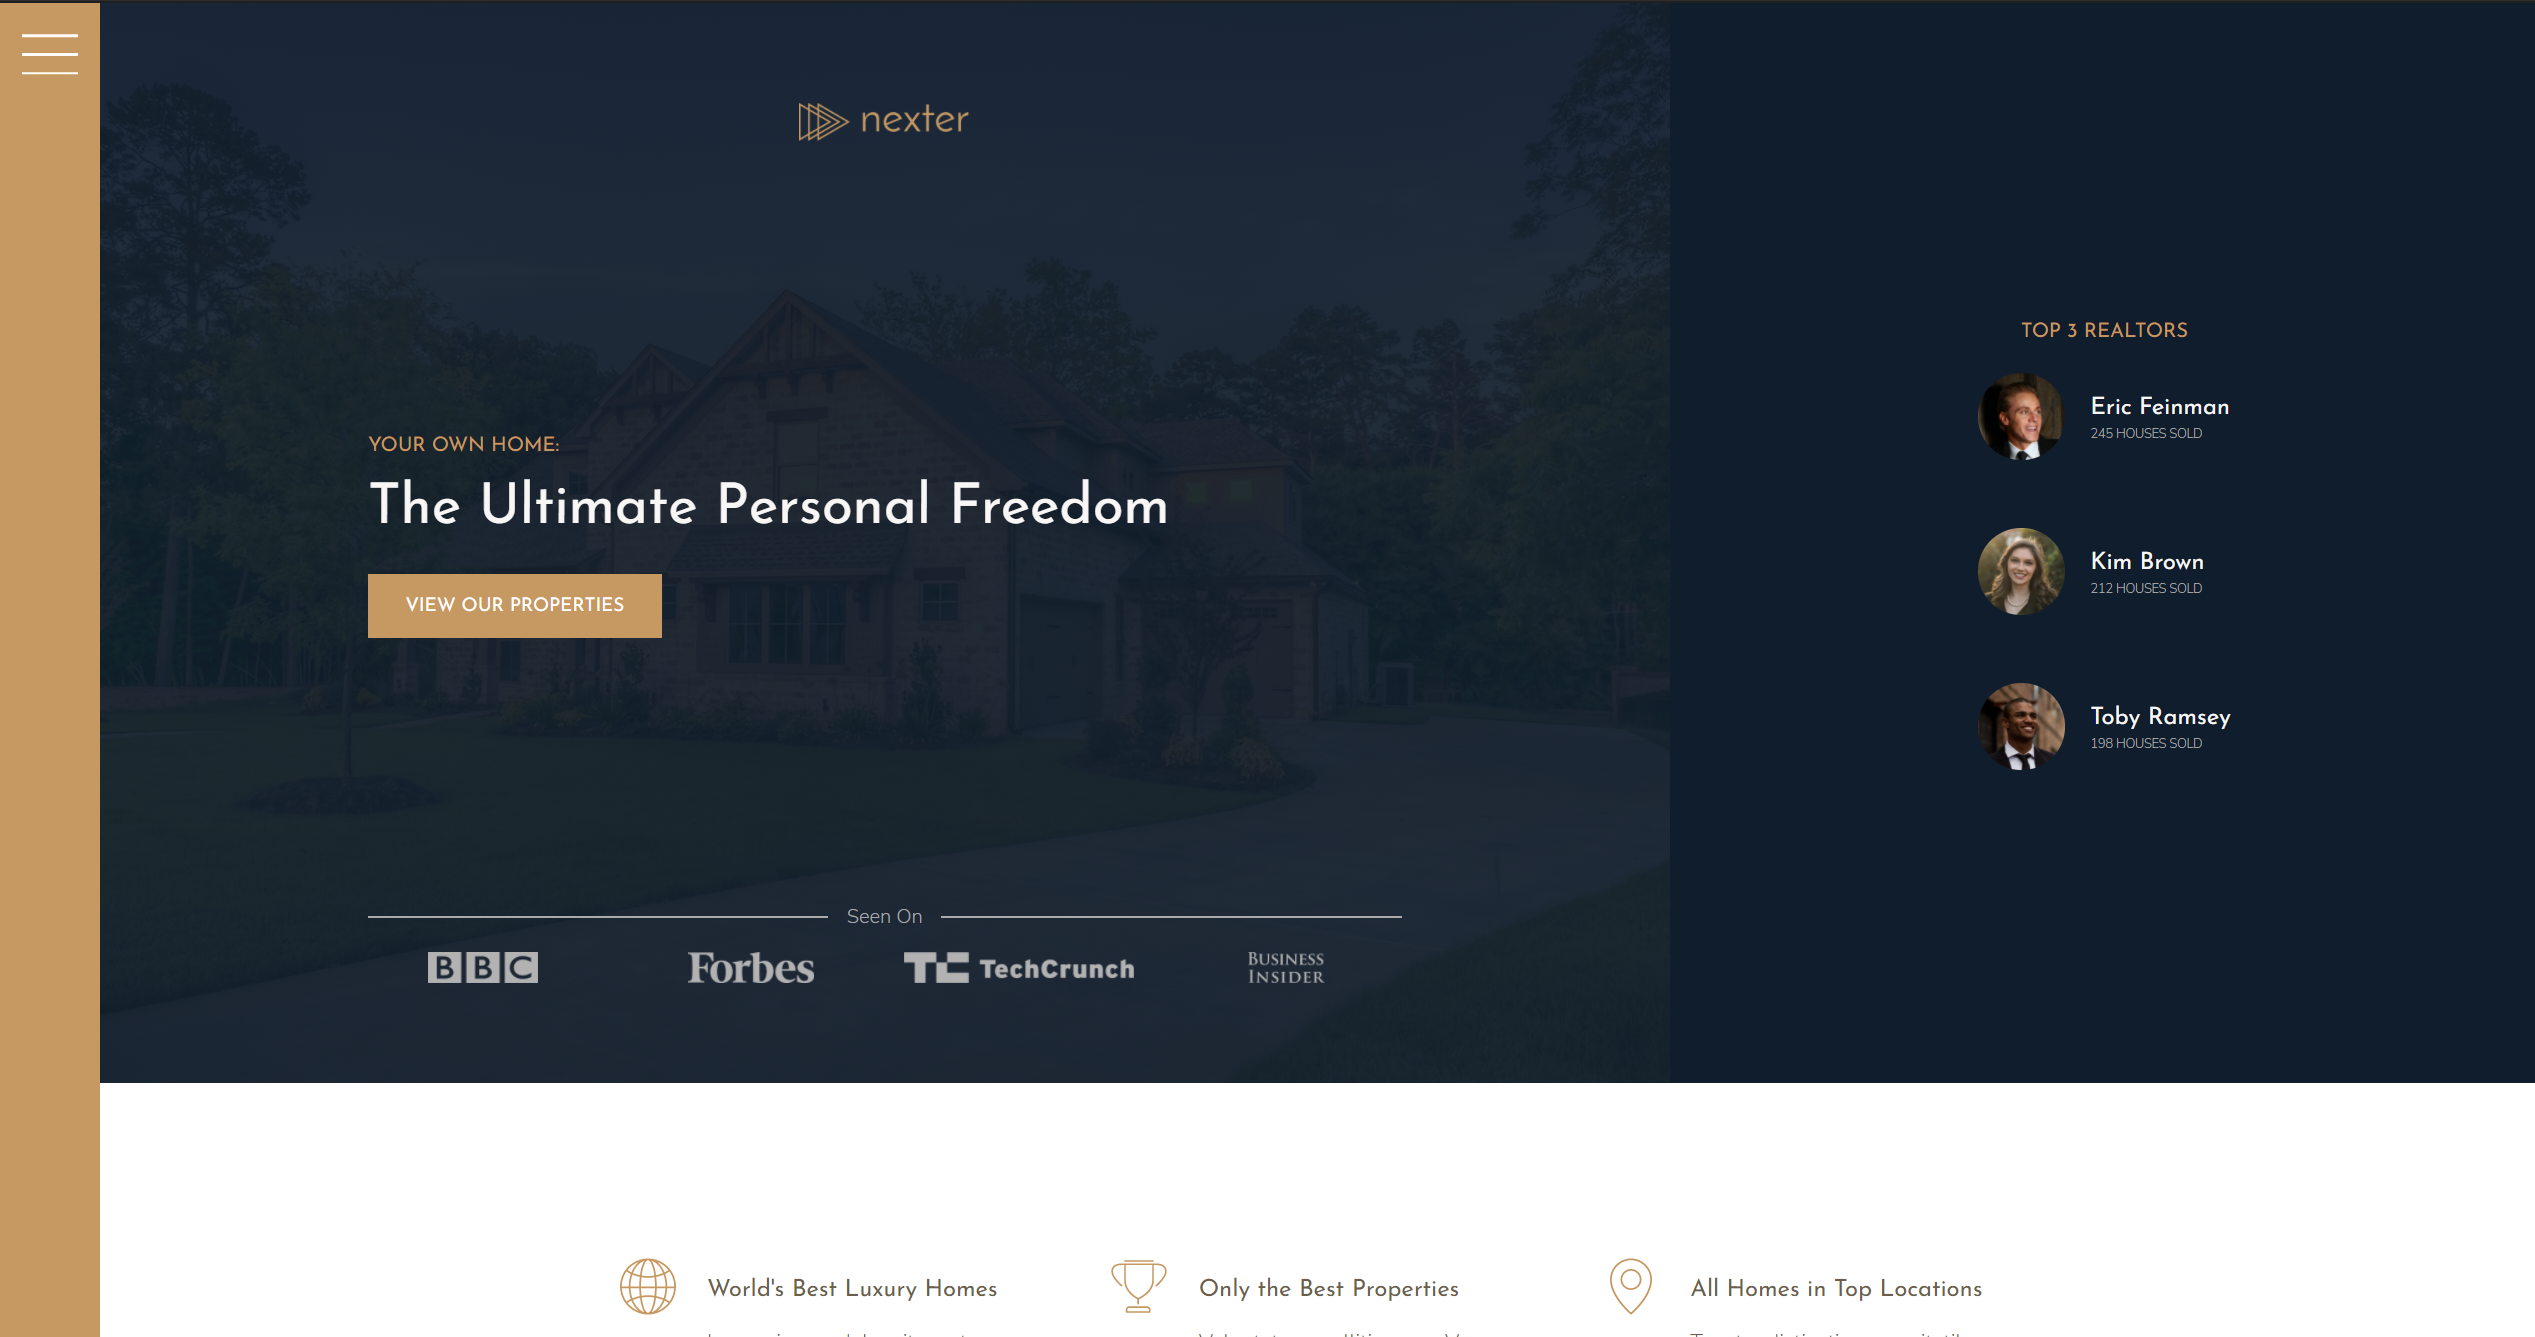 nexter
YOUR OWN HOME:
The Ultimate Personal Freedom
VIEW OUR PROPERTIES
Seen On
BBC
Forbes
TC TechCrunch
BUSINESS
INSIDER
TOP 3 REALTORS
Eric Feinman
245 HOUSES SOLD
Kim Brown
212 HOUSES SOLD
Toby Ramsey
198 HOUSES SOLD
World's Best Luxury Homes
Only the Best Properties
All Homes in Top Locations